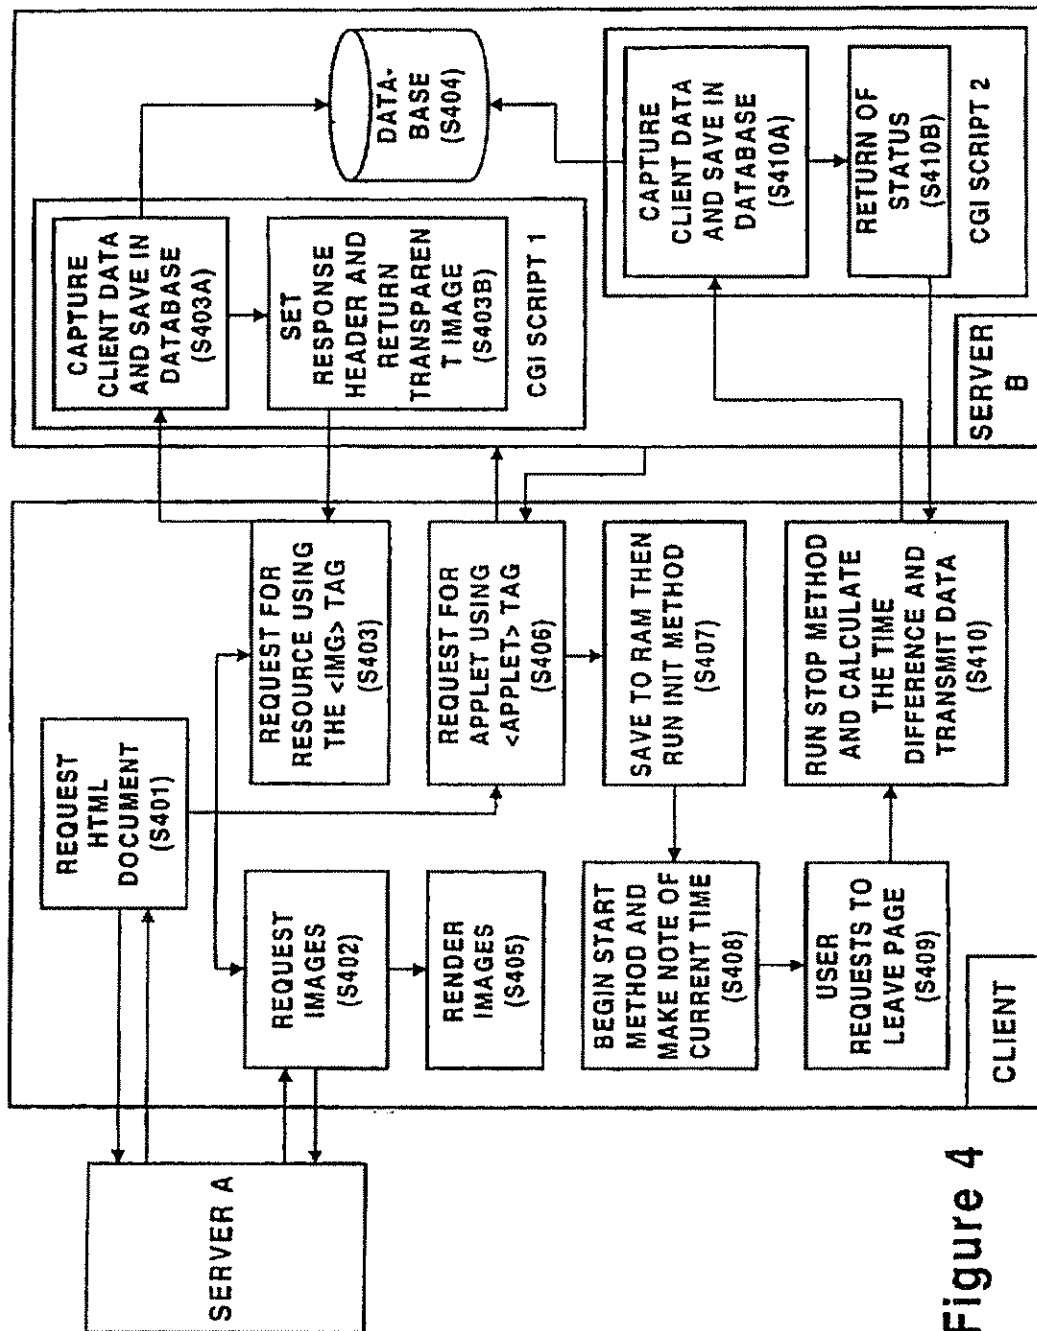 SERVER A
REQUEST
HTML
DOCUMENT
(S401)
REQUEST
IMAGES
(S402)
REQUEST FOR
RESOURCE USING
THE <IMG> TAG
(S403)
RENDER
IMAGES
(S405)
REQUEST FOR
APPLET USING
<APPLET> TAG
(S406)
SAVE TO RAM THEN
RUN INIT METHOD
(S407)
BEGIN START
METHOD AND
MAKE NOTE OF
CURRENT TIME
(S408)
USER
REQUESTS TO
LEAVE PAGE
(S409)
RUN STOP METHOD
AND CALCULATE
THE TIME
DIFFERENCE AND
TRANSMIT DATA
(S410)
CLIENT
CAPTURE
CLIENT DATA
AND SAVE IN
DATABASE
(S403A)
SET
RESPONSE
HEADER AND
RETURN
TRANSPAREN
T IMAGE
(S403B)
CGI SCRIPT 1
DATA-
BASE
(S404)
CAPTURE
CLIENT DATA
AND SAVE IN
DATABASE
(S410A)
RETURN OF
STATUS
(S410B)
CGI SCRIPT 2
SERVER
B
Figure 4